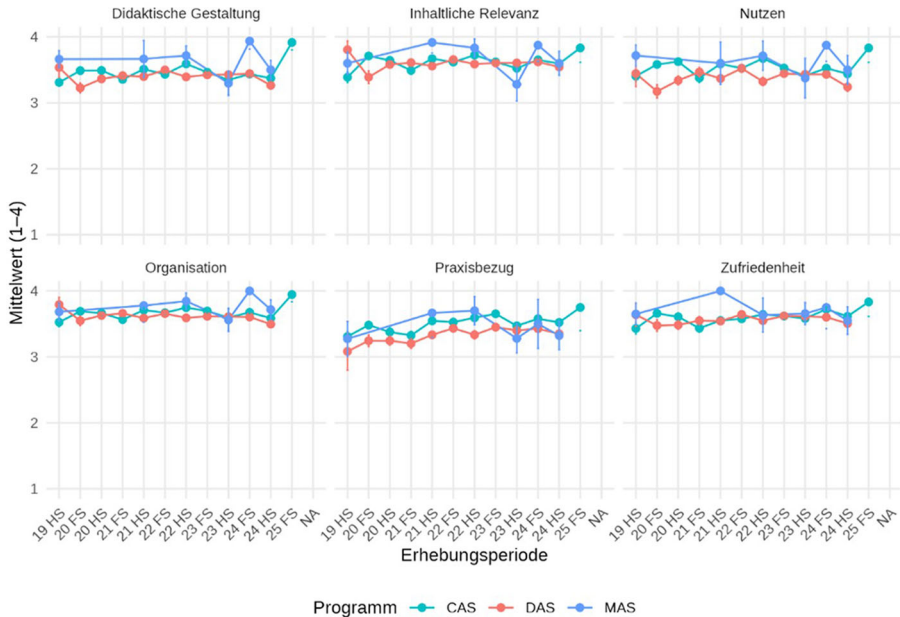 Didaktische Gestaltung
Inhaltliche Relevanz
Nutzen
4
3
2
1
Organisation
Praxisbezug
Zufriedenheit
4
3
2
1
Mittelwert (1–4)
19 HS
20 FS
20 HS
21 FS
21 HS
22 FS
22 HS
23 FS
23 HS
24 FS
24 HS
25 FS
NA
19 HS
20 FS
20 HS
21 FS
21 HS
22 FS
22 HS
23 FS
23 HS
24 FS
24 HS
25 FS
NA
19 HS
20 FS
20 HS
21 FS
21 HS
22 FS
22 HS
23 FS
23 HS
24 FS
24 HS
25 FS
NA
Erhebungsperiode
Programm CAS DAS MAS